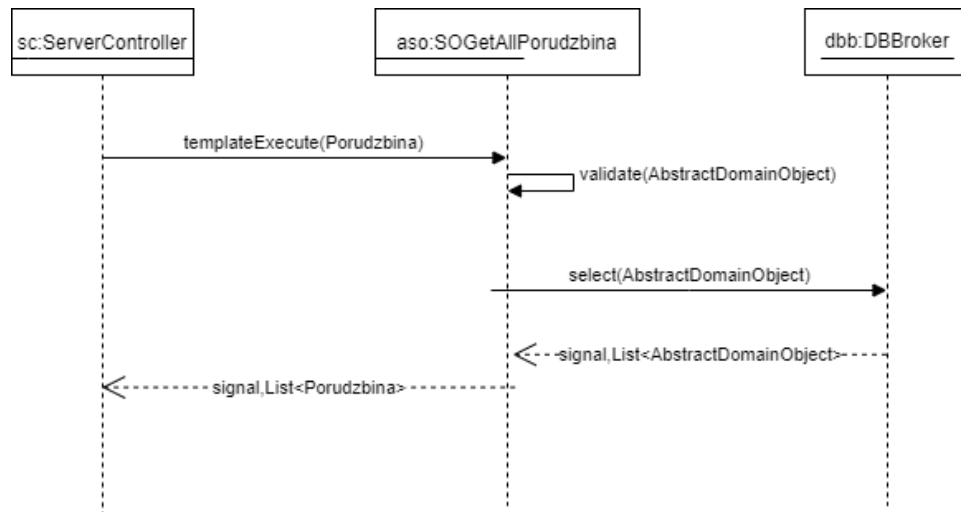 sc:ServerController
aso:SOGetAllPorudzbina
dbb:DBBroker
templateExecute(Porudzbina)
validate(AbstractDomainObject)
select(AbstractDomainObject)
signal,List<AbstractDomainObject>
signal,List<Porudzbina>